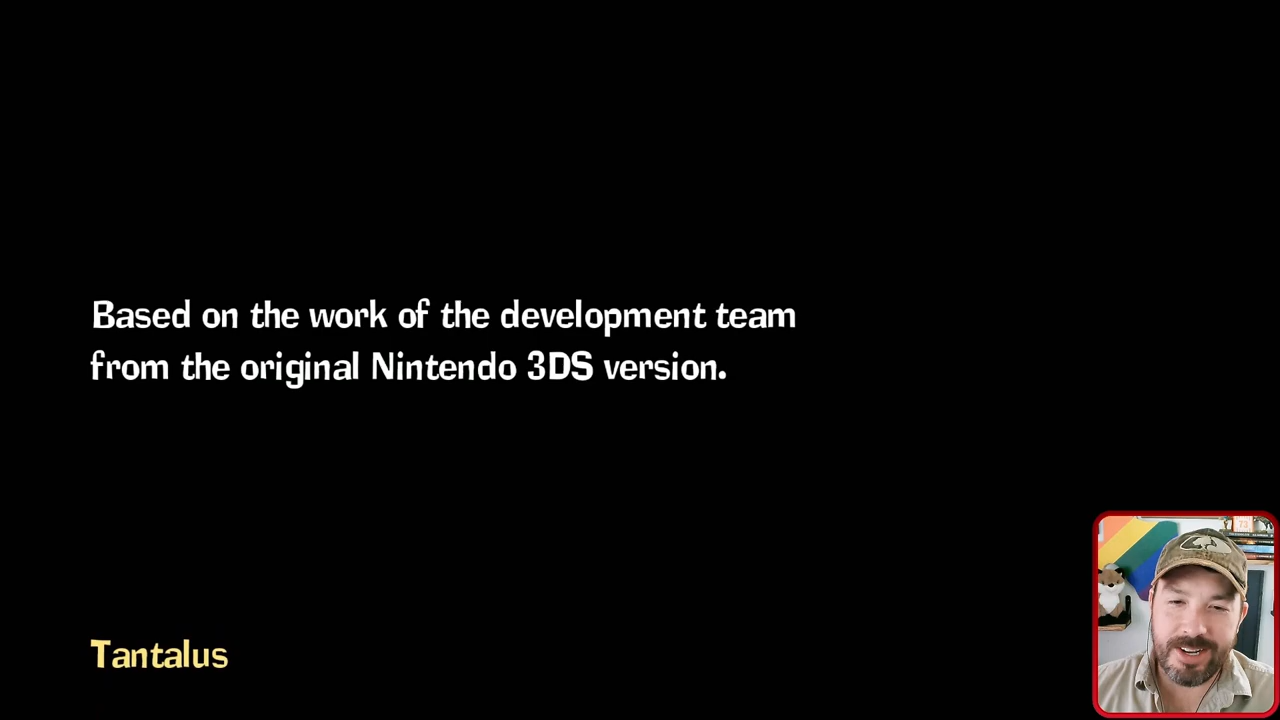 Based on the work of the development team
from the original Nintendo 3DS version.
Tantalus